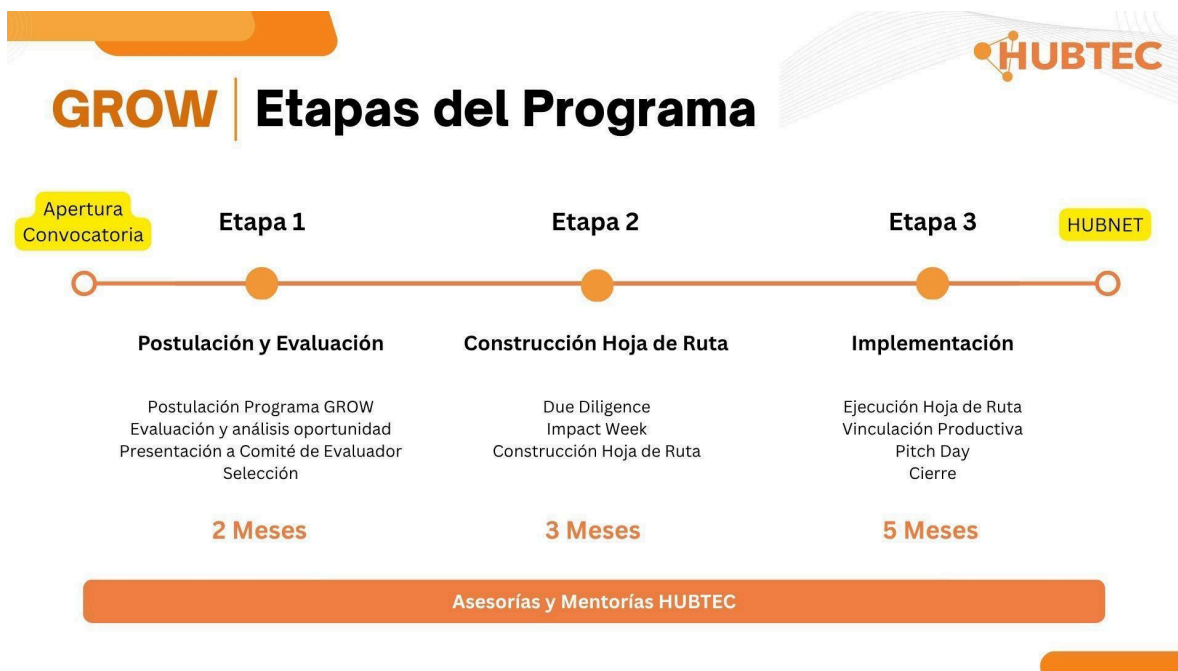 HUBTEC
GROW | Etapas del Programa
Apertura
Convocatoria
Etapa 1
Etapa 2
Etapa 3
HUBNET
Postulación y Evaluación
Postulación Programa GROW
Evaluación y análisis oportunidad
Presentación a Comité de Evaluador
Selección
2 Meses
Construcción Hoja de Ruta
Due Diligence
Impact Week
Construcción Hoja de Ruta
3 Meses
Implementación
Ejecución Hoja de Ruta
Vinculación Productiva
Pitch Day
Cierre
5 Meses
Asesorías y Mentorías HUBTEC